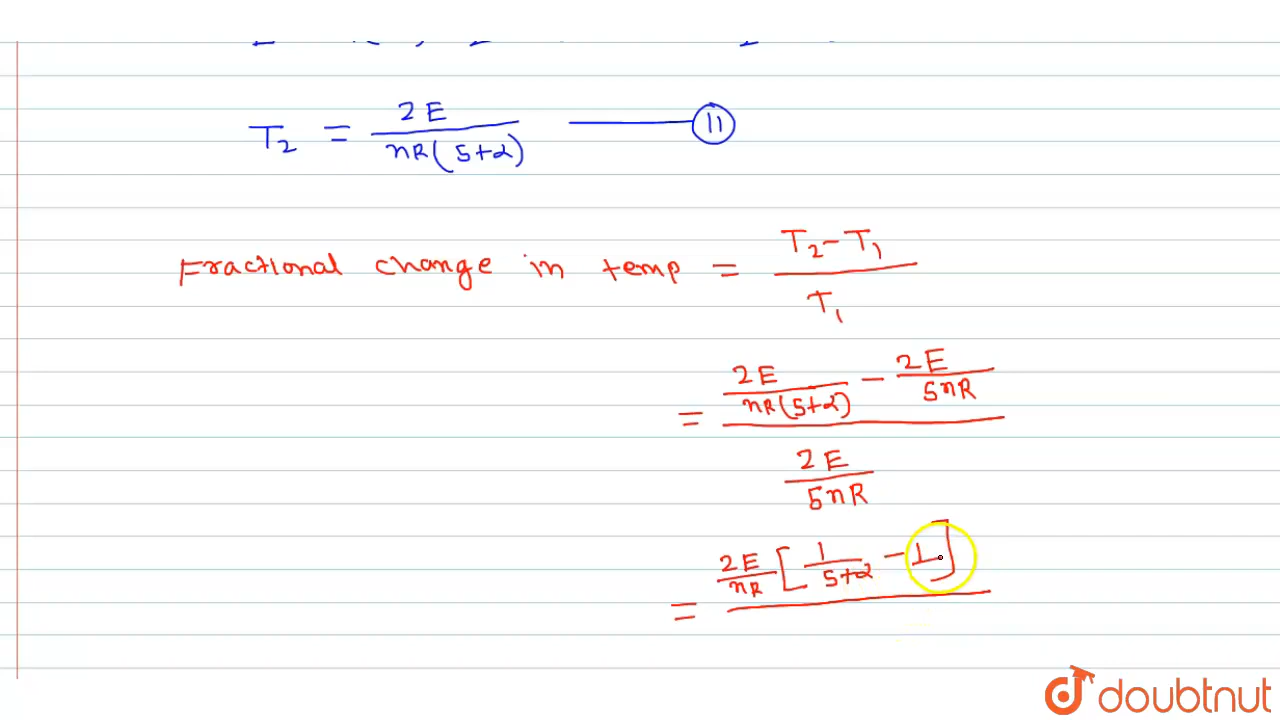 T₂ = 2E / nR(5+α) —— (11)
Fractional change in temp = T₂ − T₁ / T₁
= 2E / nR(5+α) − 2E / 5nR / 2E / 5nR
= 2E / nR [ 1 / 5+α − 1 ]
doubtnut